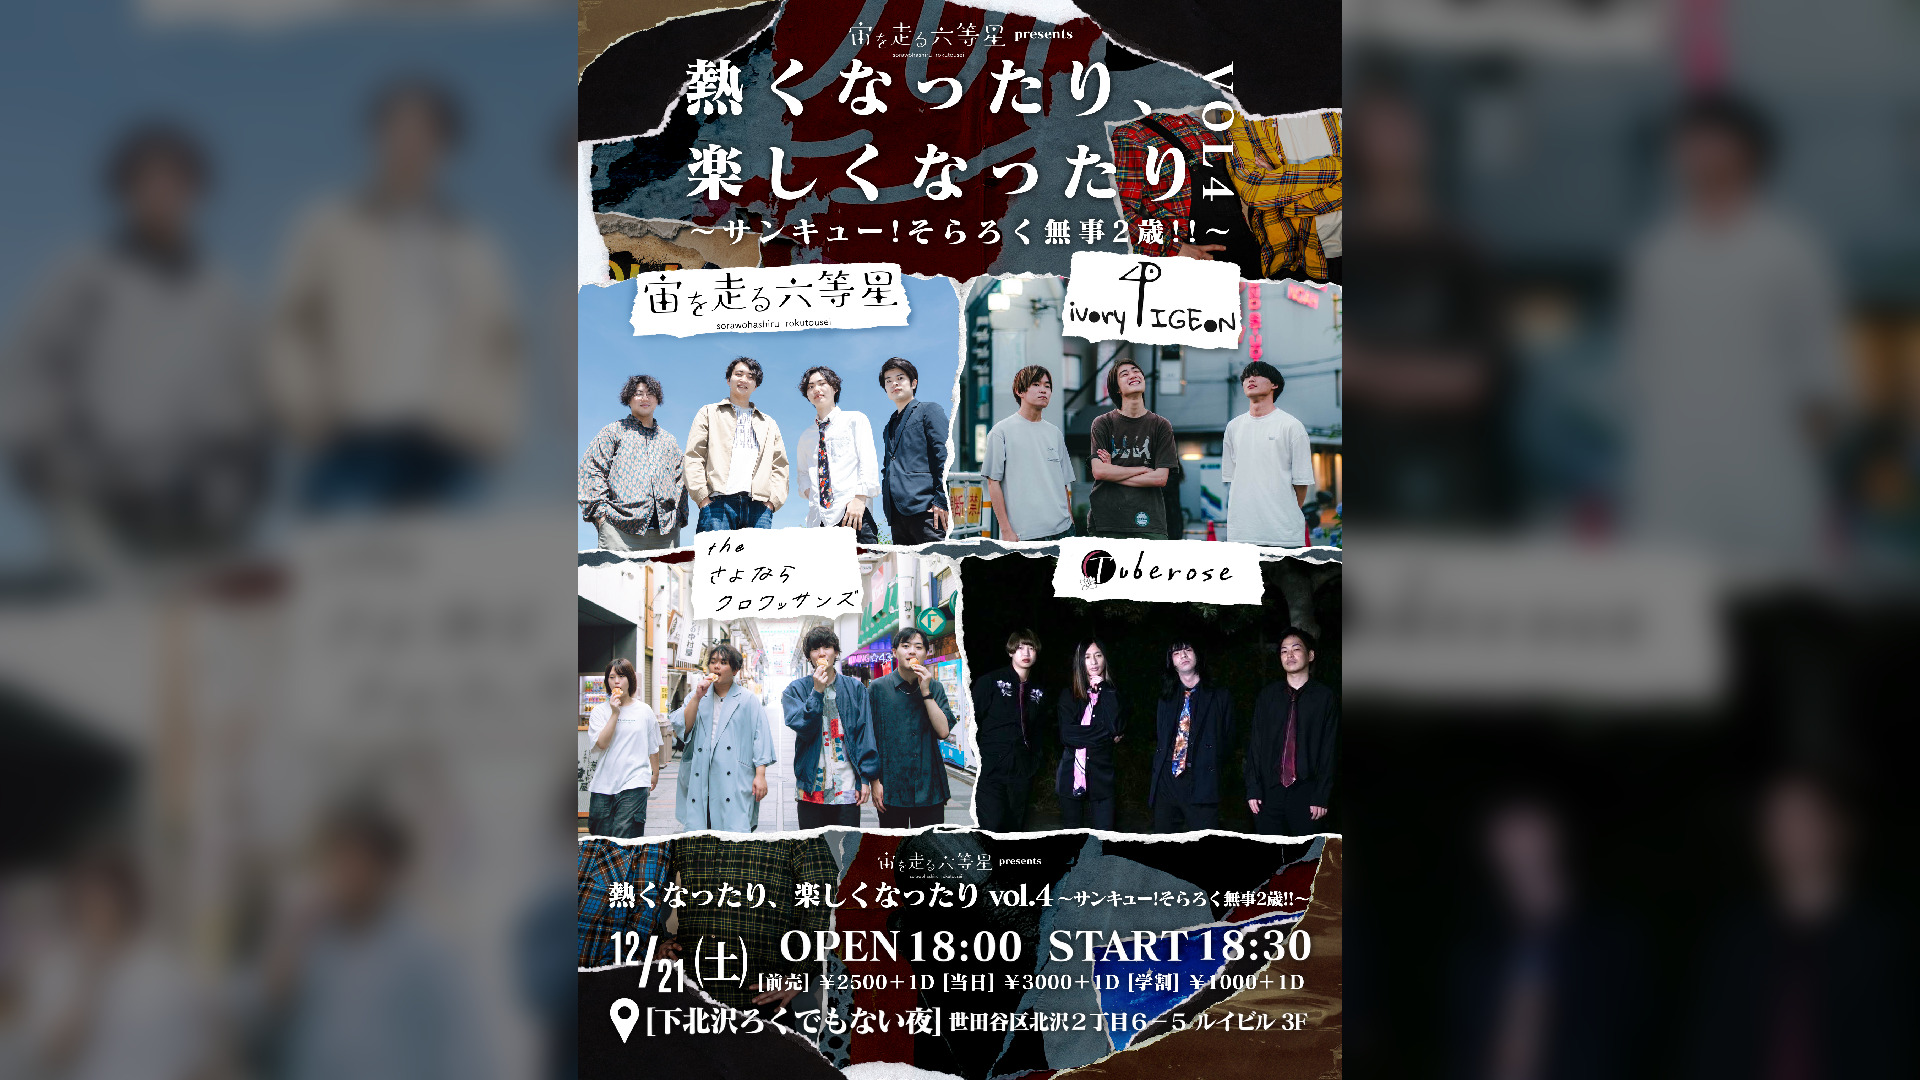 宙を走る六等星 presents
sorawohashiru rokutousei
熱くなったり、
楽しくなったり
VOL4
～サンキュー!そらろく無事2歳!!～
宙を走る六等星
sorawohashiru rokutousei
ivory PIGEoN
the
さよなら
クロワッサンズ
Tuberose
宙を走る六等星 presents
sorawohashiru rokutousei
熱くなったり、楽しくなったり vol.4 ～サンキュー!そらろく無事2歳!!～
12/21 (土) OPEN 18:00 START 18:30
[前売] ￥2500＋1D [当日] ￥3000＋1D [学割] ￥1000＋1D
[下北沢ろくでもない夜] 世田谷区北沢２丁目６－５ ルイビル 3F